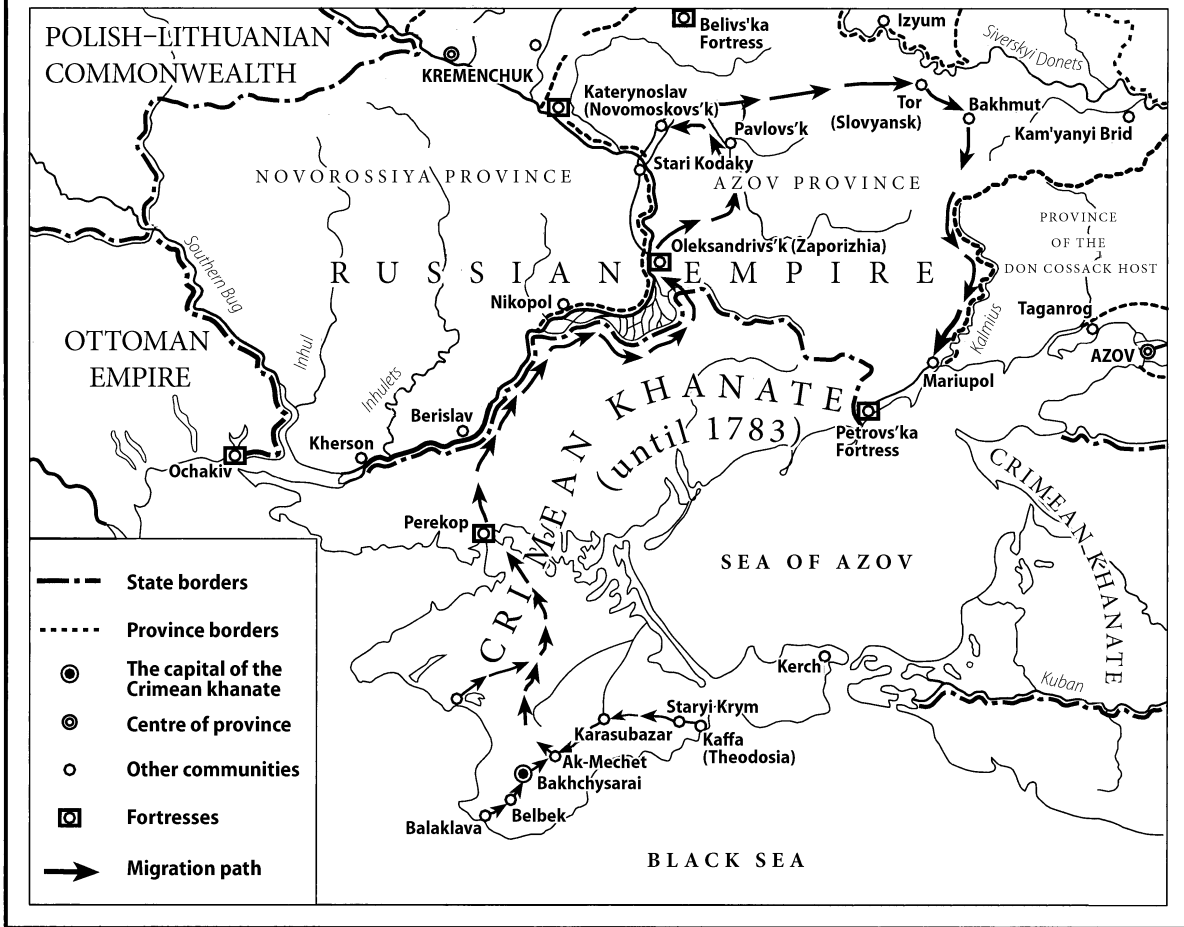 POLISH–LITHUANIAN
COMMONWEALTH
KREMENCHUK
Belivs'ka
Fortress
Izyum
Siverskyi Donets
Katerynoslav
(Novomoskovs'k)
Pavlovs'k
Tor
(Slovyansk)
Bakhmut
Kam'yanyi Brid
Stari Kodaky
NOVOROSSIYA PROVINCE
AZOV PROVINCE
PROVINCE
OF THE
DON COSSACK HOST
Southern Bug
Oleksandrivs'k (Zaporizhia)
RUSSIAN EMPIRE
Nikopol
Taganrog
Kalmius
AZOV
OTTOMAN
EMPIRE
Inhul
Inhulets
Mariupol
CRIMEAN KHANATE
(until 1783)
Berislav
Kherson
Petrovs'ka
Fortress
Ochakiv
CRIMEAN KHANATE
Perekop
SEA OF AZOV
Kerch
Kuban
Staryi Krym
Karasubazar
Kaffa
(Theodosia)
Ak-Mechet
Bakhchysarai
Belbek
Balaklava
BLACK SEA
State borders
Province borders
The capital of the
Crimean khanate
Centre of province
Other communities
Fortresses
Migration path